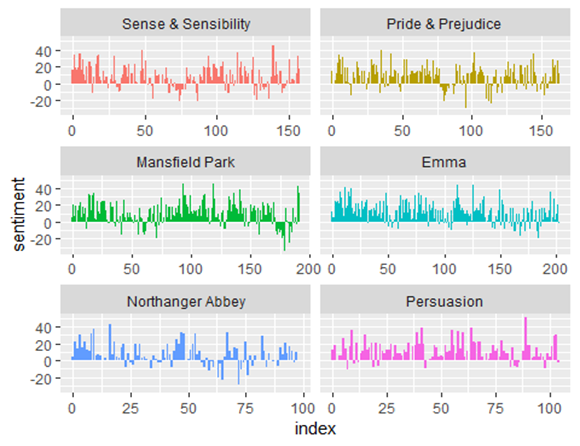 Sense & Sensibility
Pride & Prejudice
40
20
0
-20
0 50 100 150
0 50 100 150
Mansfield Park
Emma
40
20
0
-20
0 50 100 150 200
0 50 100 150 200
Northanger Abbey
Persuasion
40
20
0
-20
0 25 50 75 100
0 25 50 75 100
sentiment
index